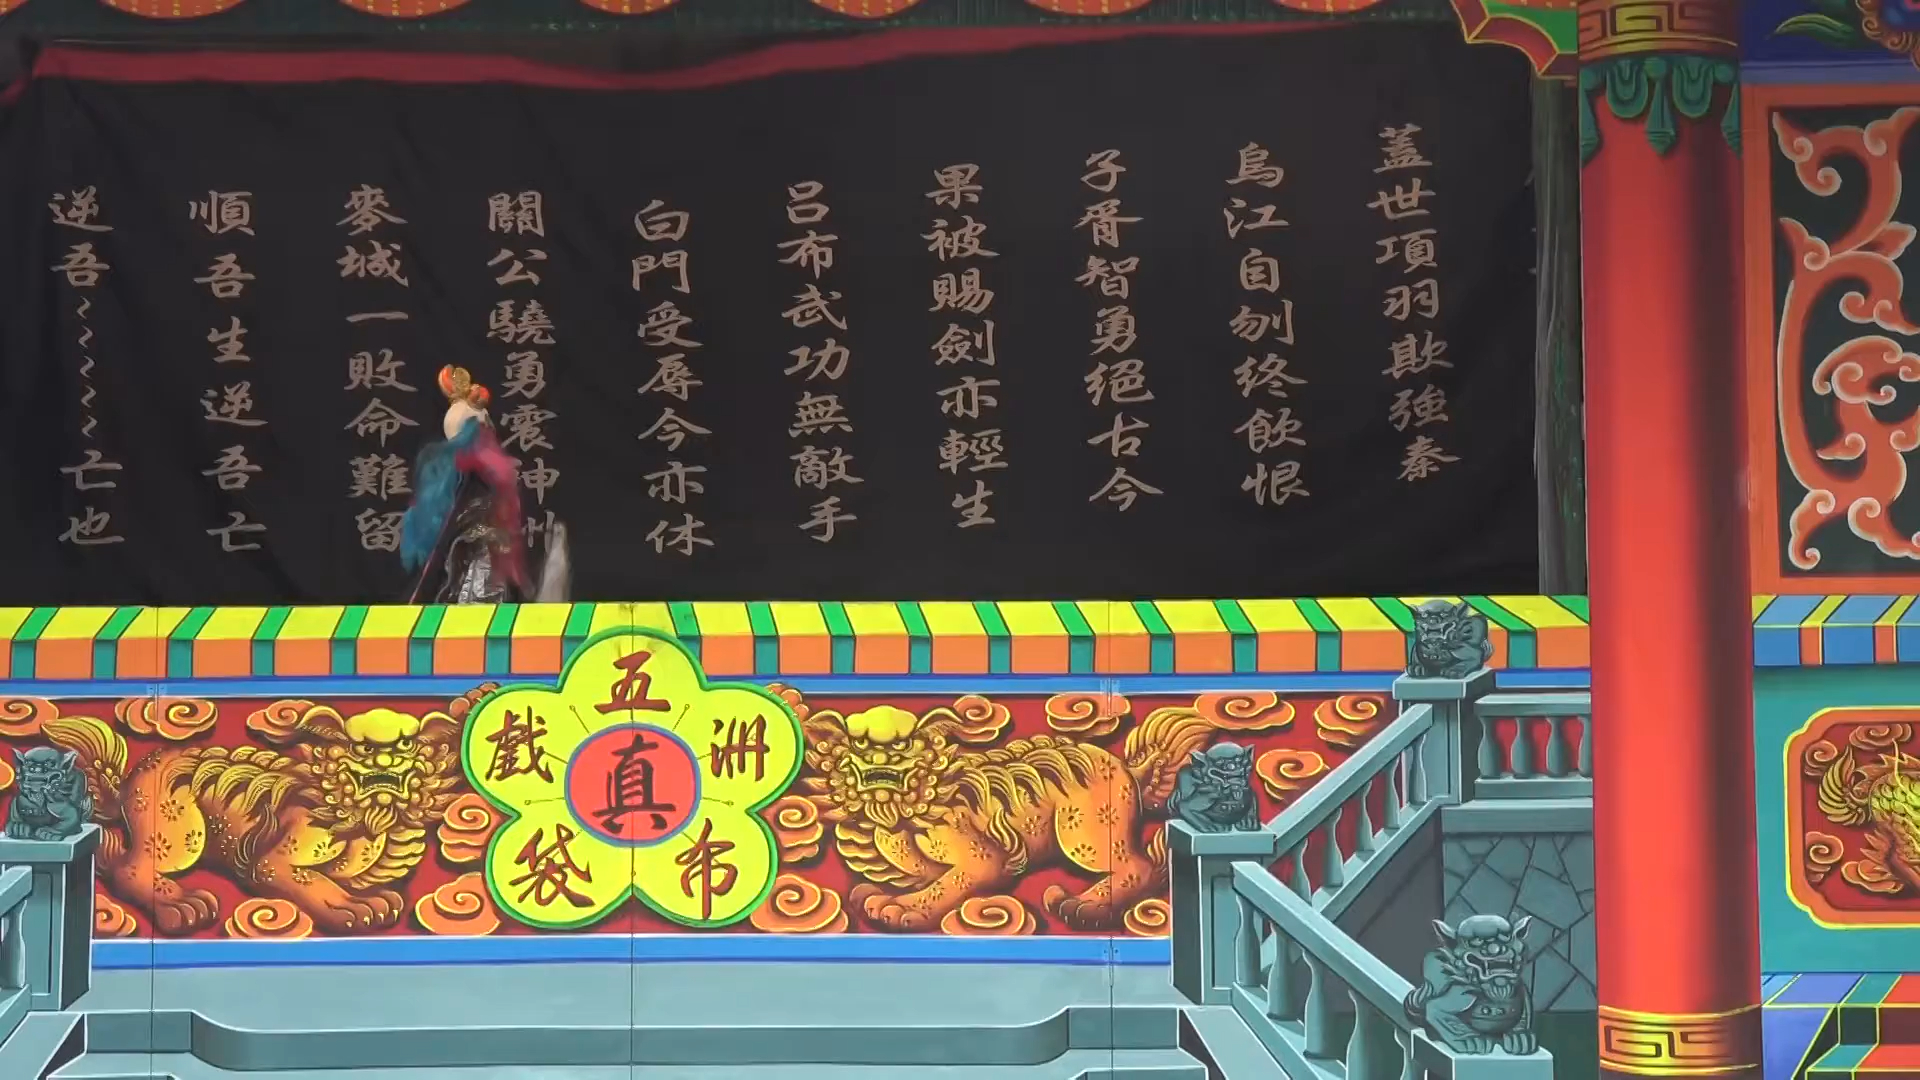 蓋世項羽欺強秦
烏江自刎終飲恨
子胥智勇絕古今
果被賜劍亦輕生
呂布武功無敵手
白門受辱今亦休
關公驍勇震神州
麥城一敗命難留
順吾生逆吾亡
逆吾~~~~~亡也
五洲布袋戲
真